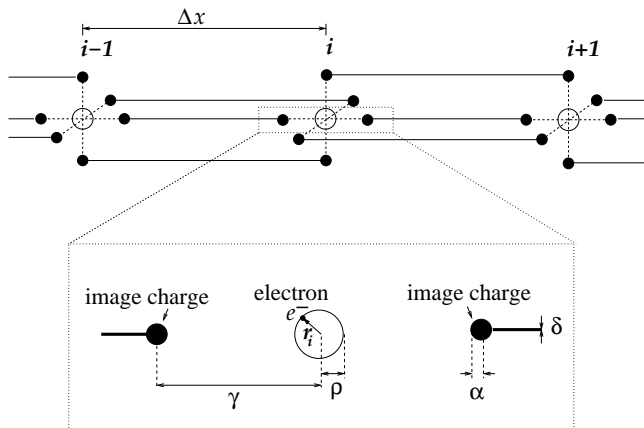 Δx
i-1 i i+1
image charge electron image charge
e⁻
r_i
δ
γ ρ α